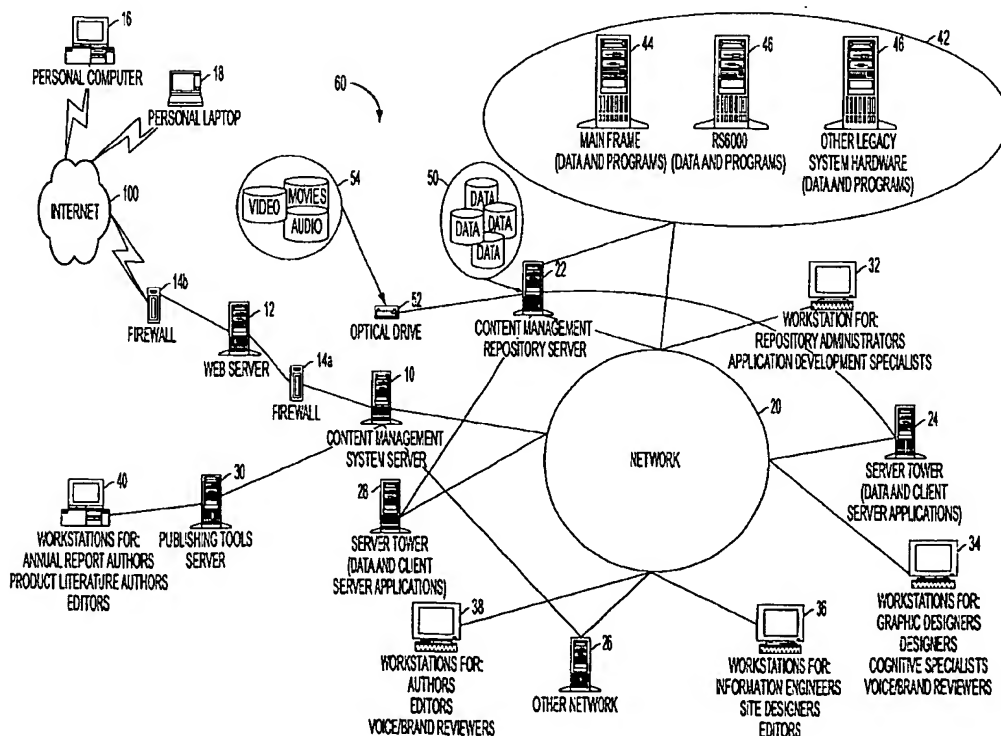 16
PERSONAL COMPUTER
18
PERSONAL LAPTOP
60
44
46
46
42
MAIN FRAME
(DATA AND PROGRAMS)
RS6000
(DATA AND PROGRAMS)
OTHER LEGACY
SYSTEM HARDWARE
(DATA AND PROGRAMS)
100
INTERNET
54
VIDEO
MOVIES
AUDIO
50
DATA
DATA
DATA
DATA
14b
FIREWALL
12
WEB SERVER
52
OPTICAL DRIVE
22
CONTENT MANAGEMENT
REPOSITORY SERVER
32
WORKSTATION FOR:
REPOSITORY ADMINISTRATORS
APPLICATION DEVELOPMENT SPECIALISTS
14a
FIREWALL
10
CONTENT MANAGEMENT
SYSTEM SERVER
20
NETWORK
24
SERVER TOWER
(DATA AND CLIENT
SERVER APPLICATIONS)
40
WORKSTATIONS FOR:
ANNUAL REPORT AUTHORS
PRODUCT LITERATURE AUTHORS
EDITORS
30
PUBLISHING TOOLS
SERVER
28
SERVER TOWER
(DATA AND CLIENT
SERVER APPLICATIONS)
34
WORKSTATIONS FOR:
GRAPHIC DESIGNERS
DESIGNERS
COGNITIVE SPECIALISTS
VOICE/BRAND REVIEWERS
38
WORKSTATIONS FOR:
AUTHORS
EDITORS
VOICE/BRAND REVIEWERS
26
OTHER NETWORK
36
WORKSTATIONS FOR:
INFORMATION ENGINEERS
SITE DESIGNERS
EDITORS